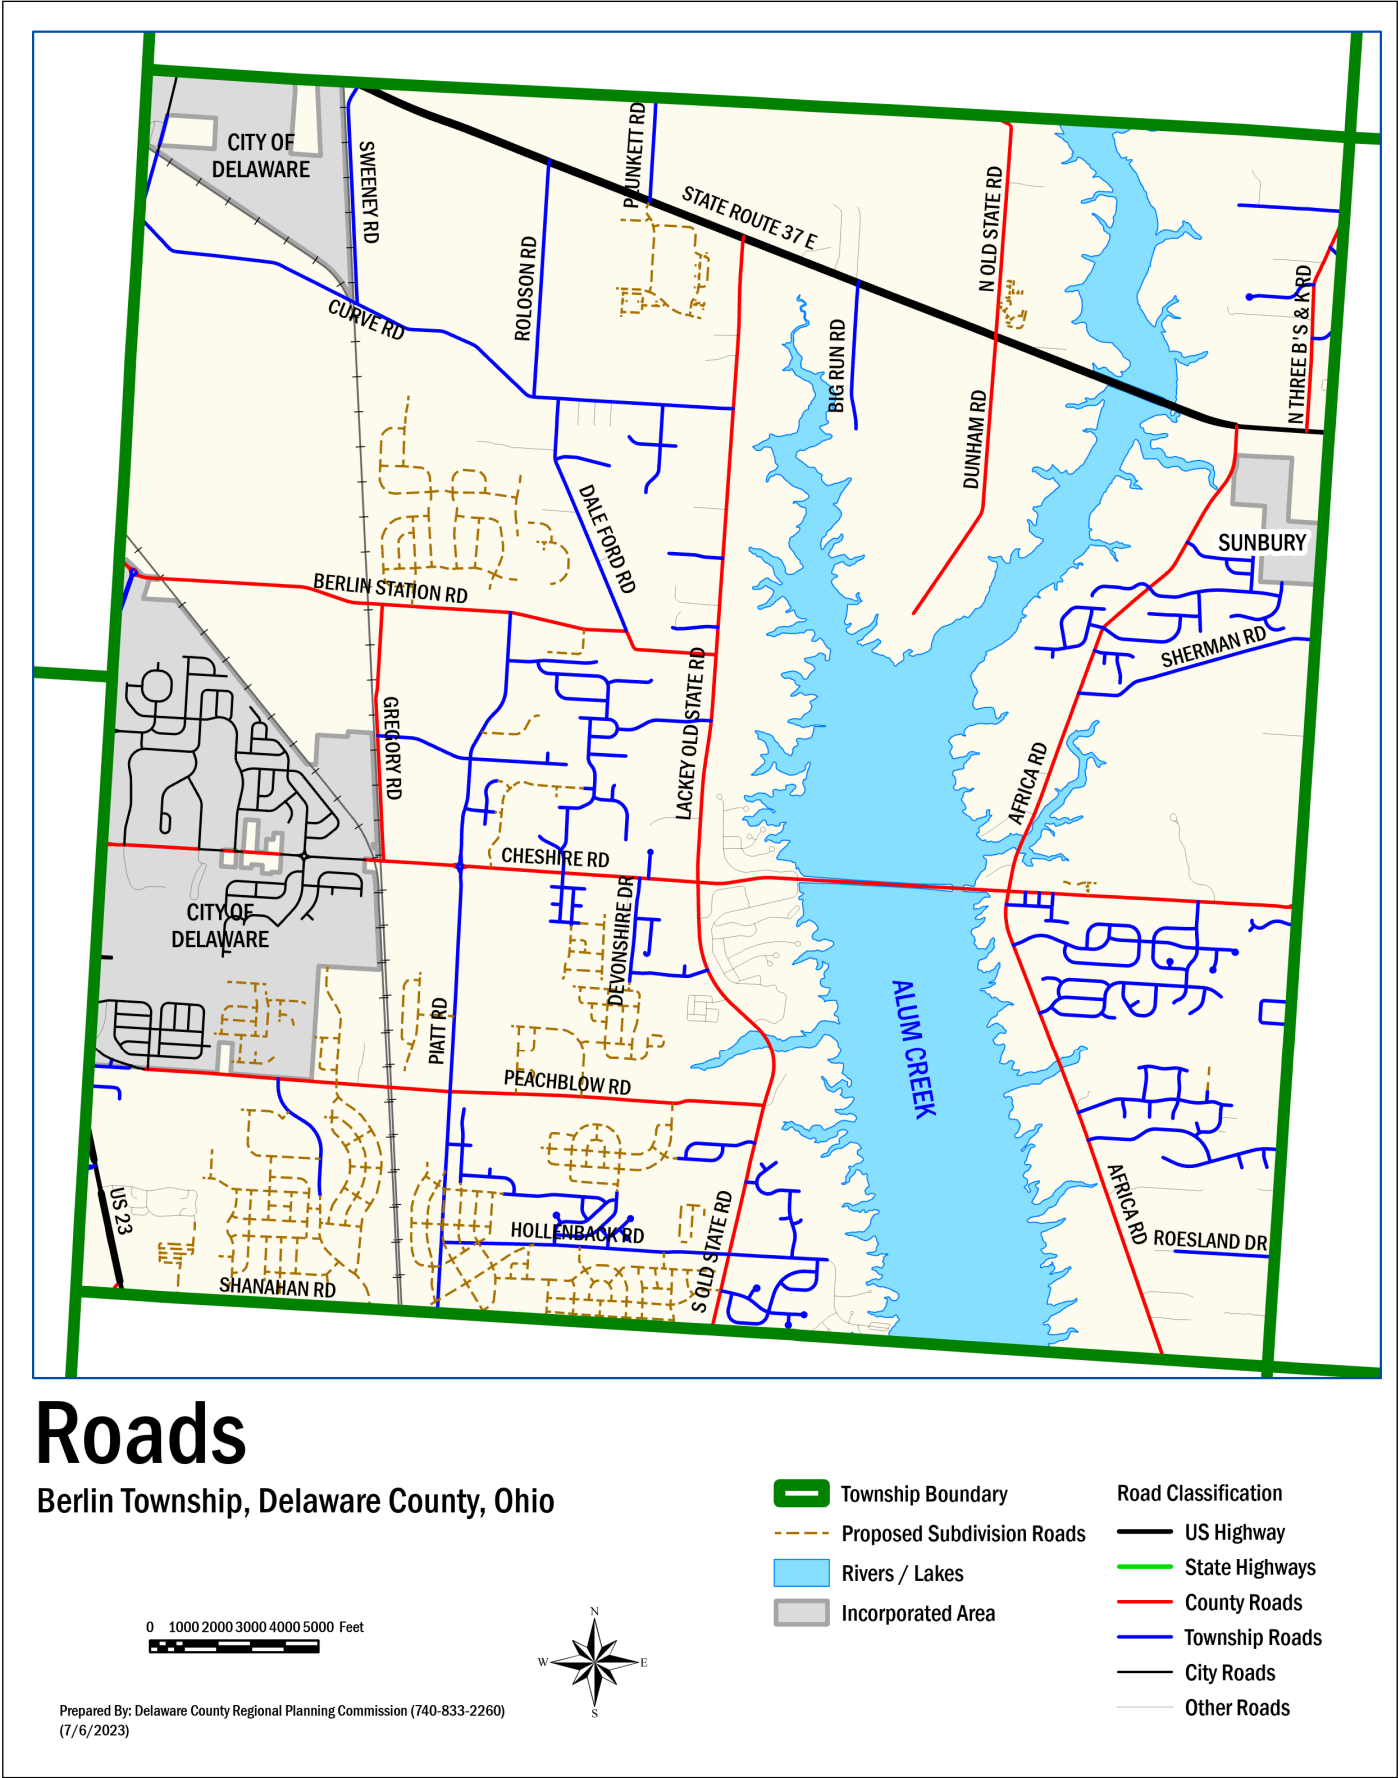 CITY OF
DELAWARE
SWEENEY RD
PLUNKETT RD
STATE ROUTE 37 E
N OLD STATE RD
ROLOSON RD
CURVE RD
BIG RUN RD
N THREE B'S & K RD
DUNHAM RD
DALE FORD RD
SUNBURY
BERLIN STATION RD
SHERMAN RD
GREGORY RD
LACKEY OLD STATE RD
AFRICA RD
CHESHIRE RD
CITY OF
DELAWARE
DEVONSHIRE DR
PIATT RD
ALUM CREEK
PEACHBLOW RD
US 23
HOLLENBACK RD
S OLD STATE RD
AFRICA RD
ROESLAND DR
SHANAHAN RD
Roads
Berlin Township, Delaware County, Ohio
Township Boundary
Proposed Subdivision Roads
Rivers / Lakes
Incorporated Area
Road Classification
US Highway
State Highways
County Roads
Township Roads
City Roads
Other Roads
0 1000 2000 3000 4000 5000 Feet
N
W E
S
Prepared By: Delaware County Regional Planning Commission (740-833-2260)
(7/6/2023)